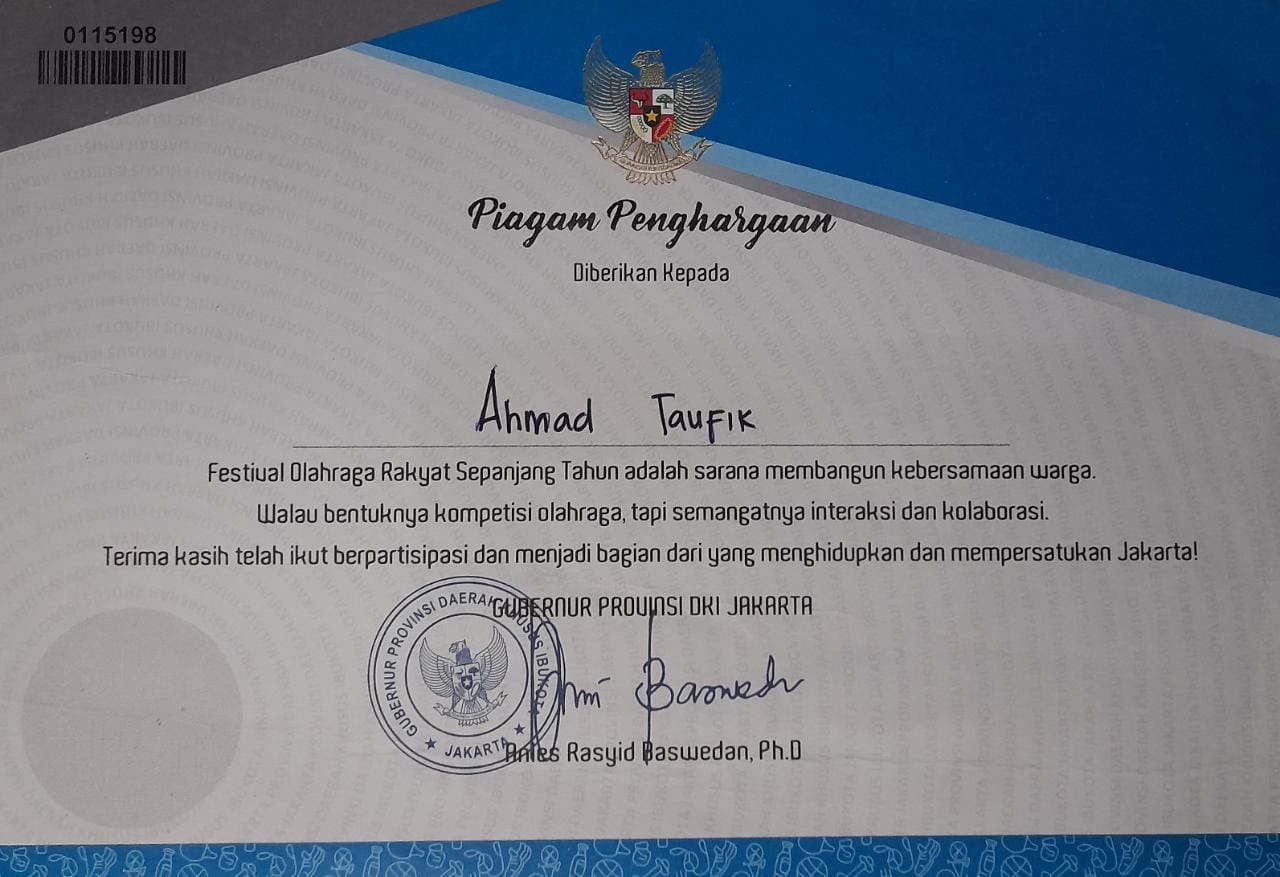 0115198
Piagam Penghargaan
Diberikan Kepada
Ahmad Taufik
Festival Olahraga Rakyat Sepanjang Tahun adalah sarana membangun kebersamaan warga.
Walau bentuknya kompetisi olahraga, tapi semangatnya interaksi dan kolaborasi.
Terima kasih telah ikut berpartisipasi dan menjadi bagian dari yang menghidupkan dan mempersatukan Jakarta!
GUBERNUR PROVINSI DKI JAKARTA
GUBERNUR PROVINSI DAERAH KHUSUS IBUKOTA
JAKARTA
Baswedan
Anies Rasyid Baswedan, Ph.D